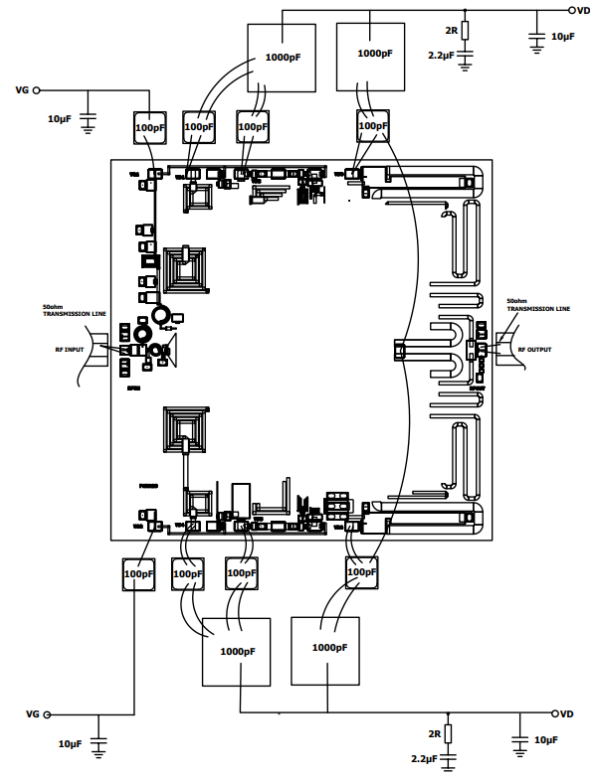 VD
2R
2.2µF
10µF
1000pF
1000pF
VG
10µF
100pF
100pF
100pF
100pF
50ohm
TRANSMISSION LINE
RF INPUT
50ohm
TRANSMISSION LINE
RF OUTPUT
RFIN
100pF
100pF
100pF
100pF
1000pF
1000pF
VG
10µF
VD
2R
2.2µF
10µF